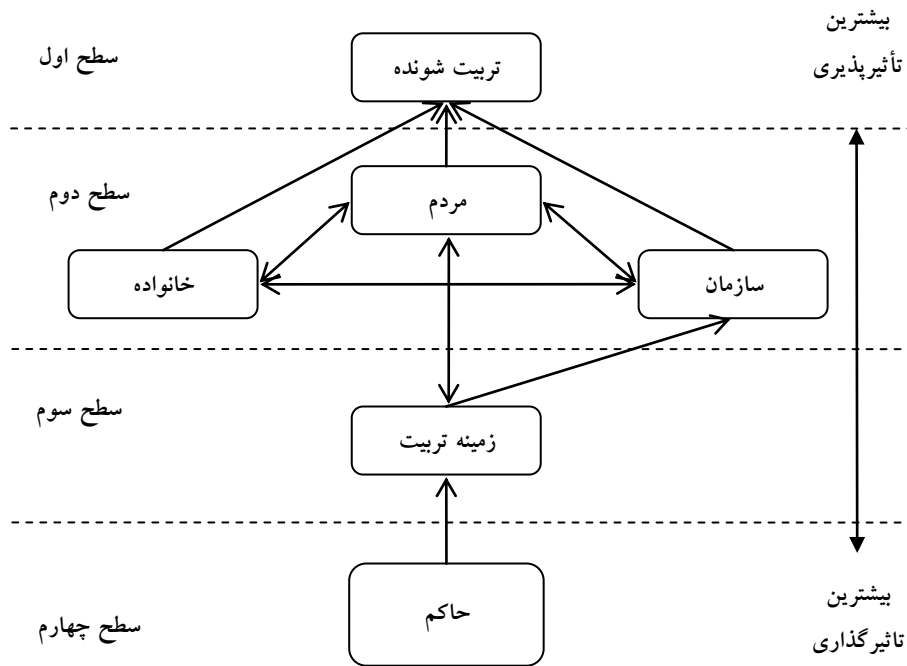 بیشترین
تأثیرپذیری
سطح اول
تربیت شونده
سطح دوم
مردم
سازمان
خانواده
سطح سوم
زمینه تربیت
حاکم
سطح چهارم
بیشترین
تاثیرگذاری